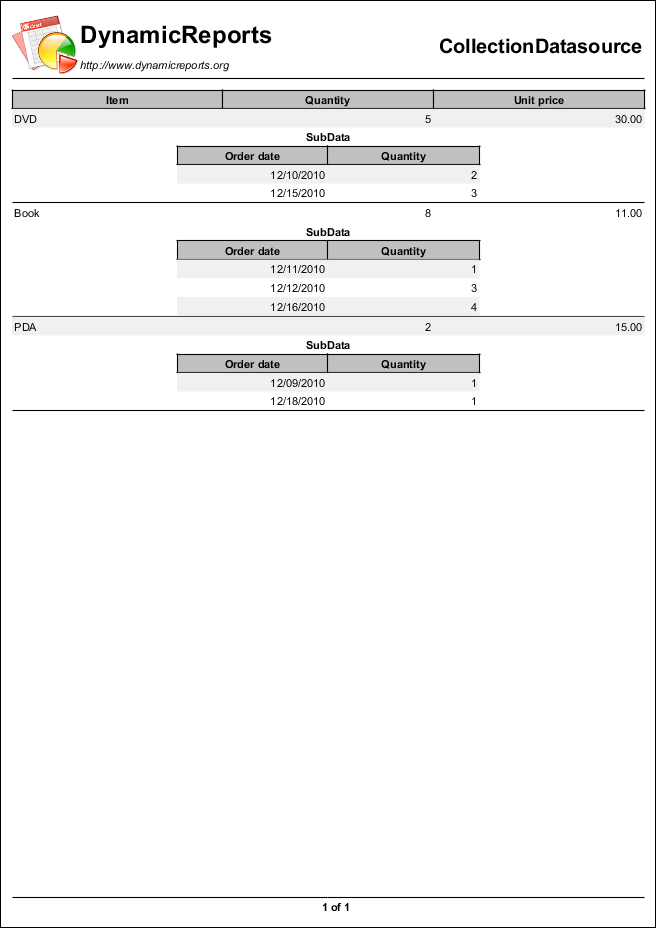 DynamicReports
http://www.dynamicreports.org
CollectionDatasource
Item Quantity Unit price
DVD 5 30.00
SubData
Order date Quantity
12/10/2010 2
12/15/2010 3
Book 8 11.00
SubData
Order date Quantity
12/11/2010 1
12/12/2010 3
12/16/2010 4
PDA 2 15.00
SubData
Order date Quantity
12/09/2010 1
12/18/2010 1
1 of 1